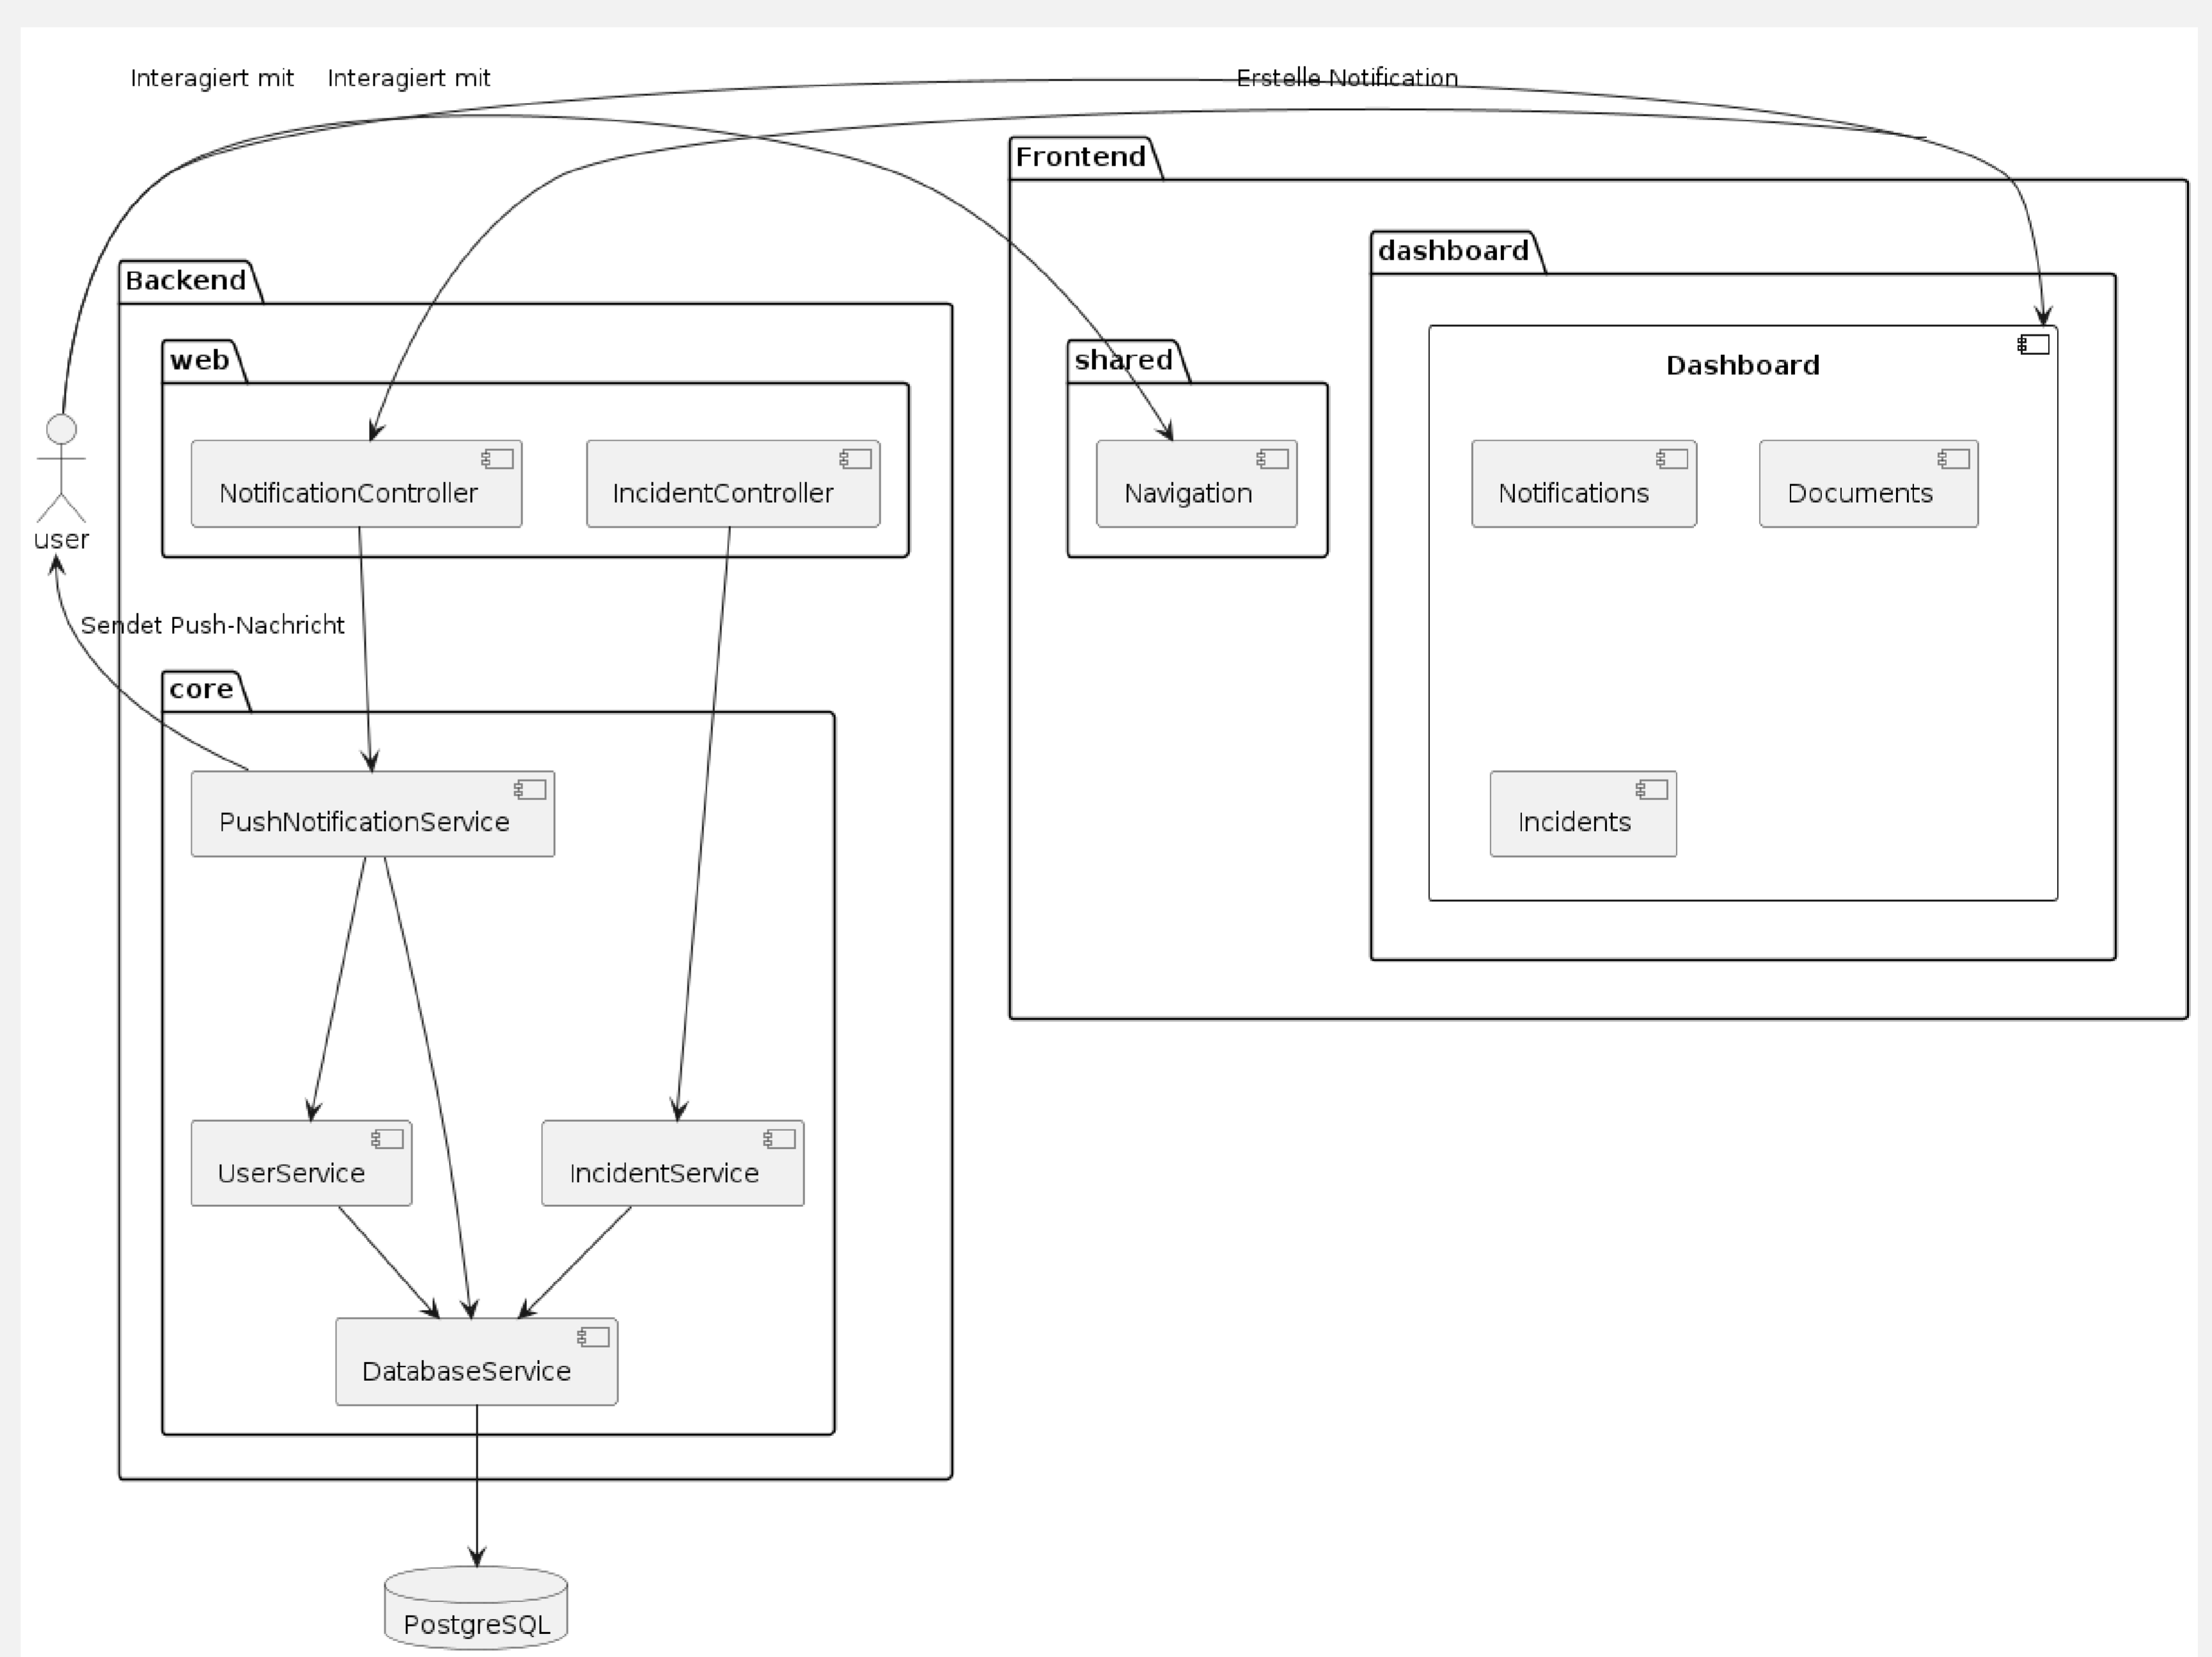 Interagiert mit
Interagiert mit
Erstelle Notification
Frontend
dashboard
Backend
web
shared
Dashboard
NotificationController
IncidentController
Navigation
Notifications
Documents
user
Sendet Push-Nachricht
core
PushNotificationService
Incidents
UserService
IncidentService
DatabaseService
PostgreSQL